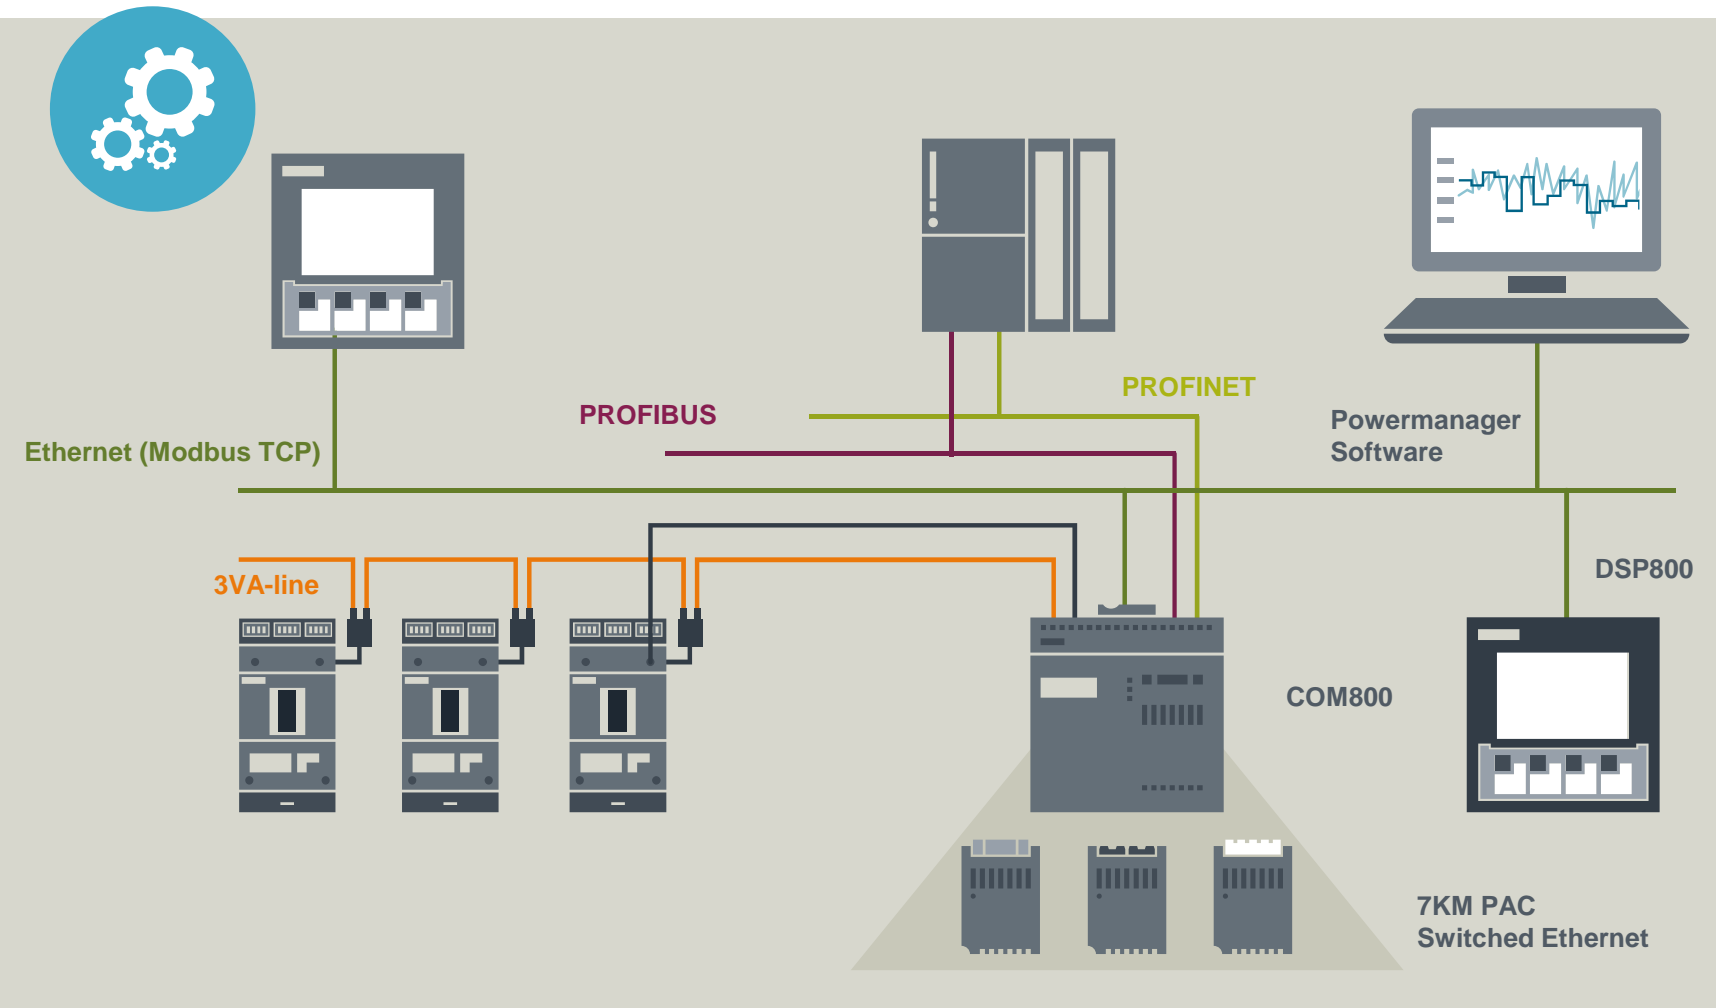 PROFINET
PROFIBUS
Powermanager
Software
Ethernet (Modbus TCP)
3VA-line
DSP800
COM800
7KM PAC
Switched Ethernet